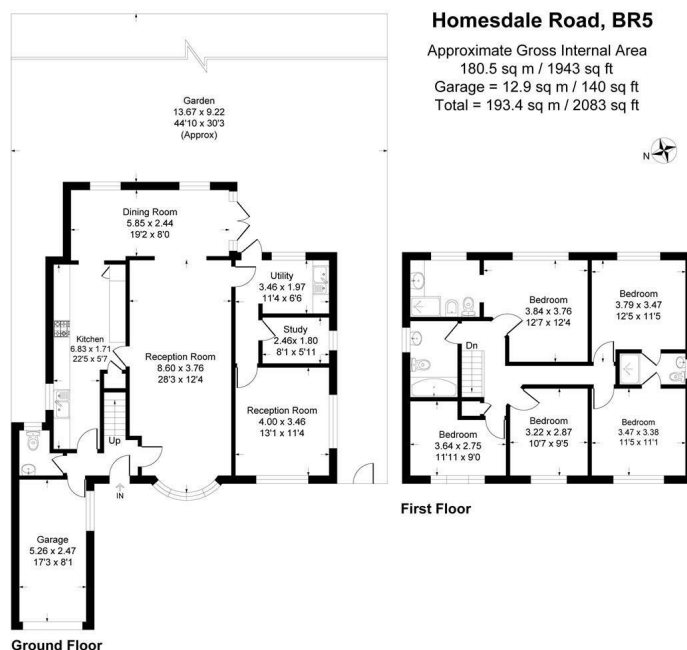 Homesdale Road, BR5
Approximate Gross Internal Area
180.5 sq m / 1943 sq ft
Garage = 12.9 sq m / 140 sq ft
Total = 193.4 sq m / 2083 sq ft
N
Garden
13.67 x 9.22
44'10 x 30'3
(Approx)
Dining Room
5.85 x 2.44
19'2 x 8'0
Utility
3.46 x 1.97
11'4 x 6'6
Study
2.46 x 1.80
8'1 x 5'11
Kitchen
6.83 x 1.71
22'5 x 5'7
Reception Room
8.60 x 3.76
28'3 x 12'4
Reception Room
4.00 x 3.46
13'1 x 11'4
Up
IN
Garage
5.26 x 2.47
17'3 x 8'1
Ground Floor
Bedroom
3.84 x 3.76
12'7 x 12'4
Bedroom
3.79 x 3.47
12'5 x 11'5
Dn
Bedroom
3.64 x 2.75
11'11 x 9'0
Bedroom
3.22 x 2.87
10'7 x 9'5
Bedroom
3.47 x 3.38
11'5 x 11'1
First Floor